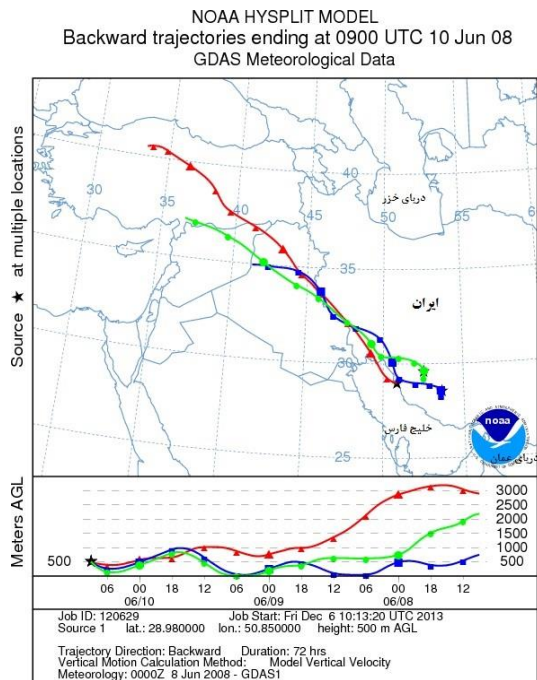 NOAA HYSPLIT MODEL
Backward trajectories ending at 0900 UTC 10 Jun 08
GDAS Meteorological Data
Source ★ at multiple locations
30
35
40
45
40
50
55
65
35
30
25
دریای خزر
ایران
خلیج فارس
noaa
دریای عمان
Meters AGL
500
3000
2500
2000
1500
1000
500
06 00 18 12 06 00 18 12 06 00 18 12
06/10 06/09 06/08
Job ID: 120629 Job Start: Fri Dec 6 10:13:20 UTC 2013
Source 1 lat.: 28.980000 lon.: 50.850000 height: 500 m AGL
Trajectory Direction: Backward Duration: 72 hrs
Vertical Motion Calculation Method: Model Vertical Velocity
Meteorology: 0000Z 8 Jun 2008 - GDAS1